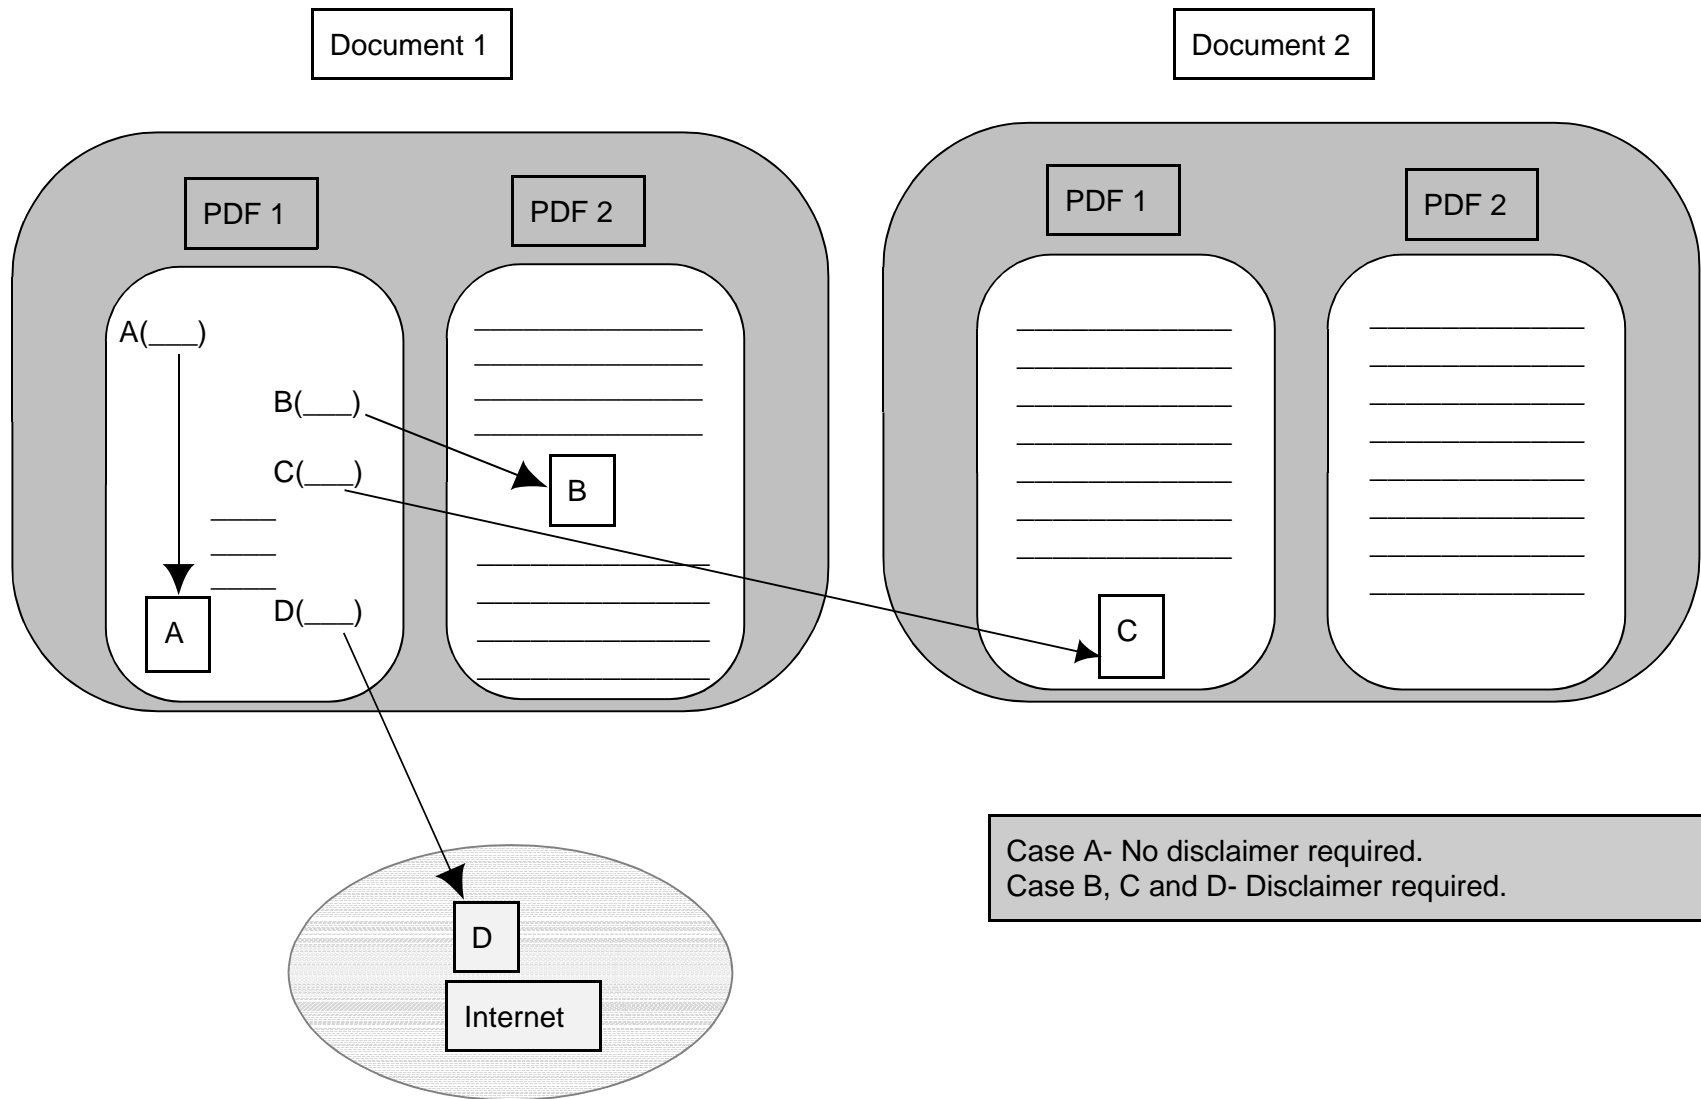 Document 1
Document 2
PDF 1
PDF 2
PDF 1
PDF 2
A(___)
B(___)
C(___)
B
D(___)
A
C
D
Internet
Case A- No disclaimer required.
Case B, C and D- Disclaimer required.